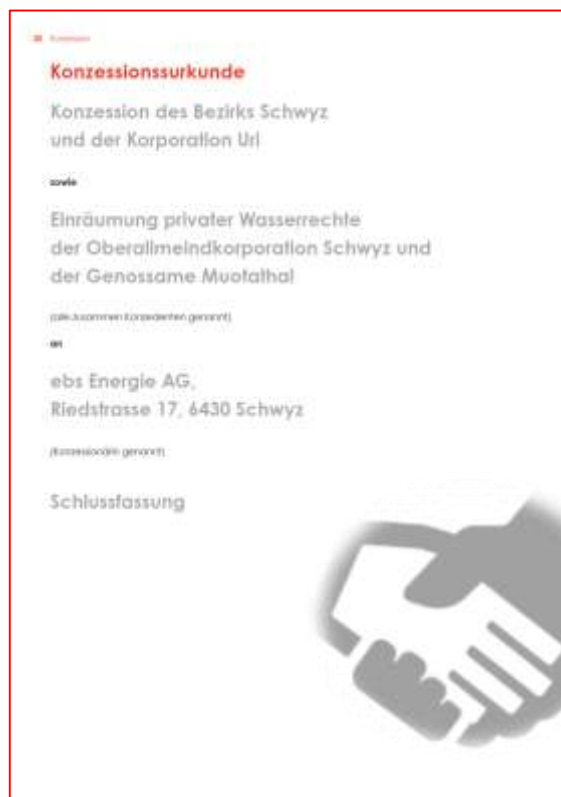 Konzessionssurkunde
Konzession des Bezirks Schwyz
und der Korporation Uri
sowie
Einräumung privater Wasserrechte
der Oberallmeindkorporation Schwyz und
der Genossame Muotathal
(alle zusammen Konzedenten genannt)
an
ebs Energie AG,
Riedstrasse 17, 6430 Schwyz
(Konzessionärin genannt)
Schlussfassung